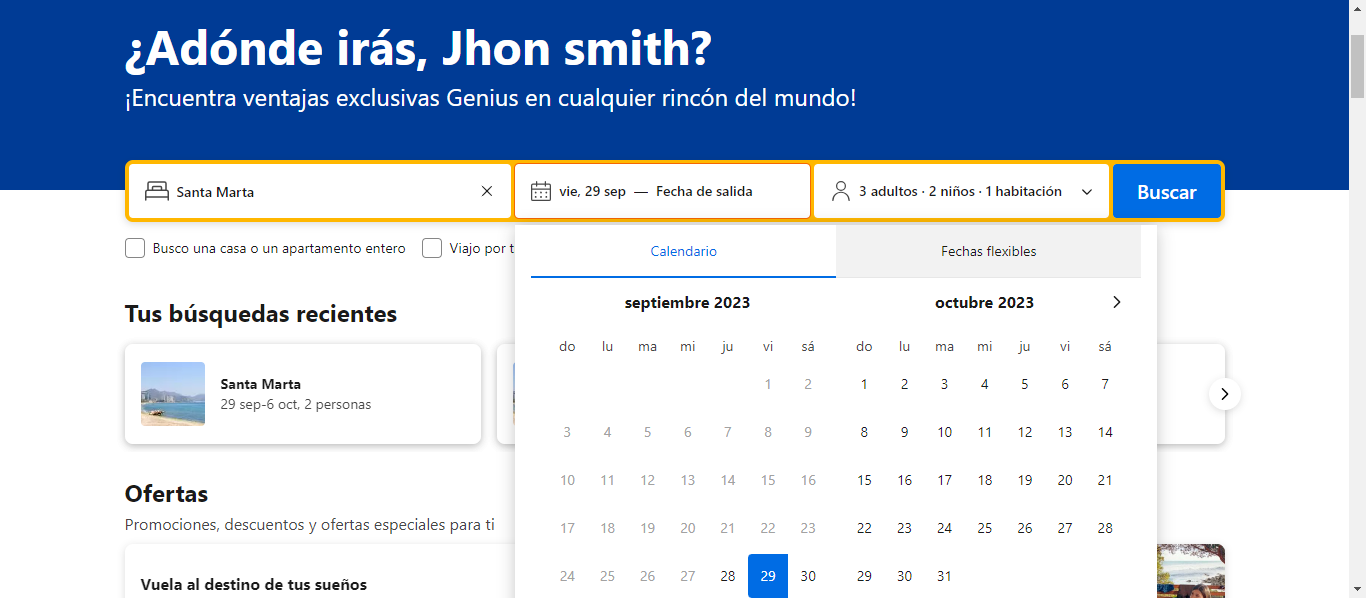 ¿Adónde irás, Jhon smith?
¡Encuentra ventajas exclusivas Genius en cualquier rincón del mundo!
Santa Marta
vie, 29 sep — Fecha de salida
3 adultos · 2 niños · 1 habitación
Buscar
Busco una casa o un apartamento entero
Viajo por t
Calendario
Fechas flexibles
septiembre 2023
do lu ma mi ju vi sá
1 2
3 4 5 6 7 8 9
10 11 12 13 14 15 16
17 18 19 20 21 22 23
24 25 26 27 28 29 30
octubre 2023
do lu ma mi ju vi sá
1 2 3 4 5 6 7
8 9 10 11 12 13 14
15 16 17 18 19 20 21
22 23 24 25 26 27 28
29 30 31
Tus búsquedas recientes
Santa Marta
29 sep-6 oct, 2 personas
Ofertas
Promociones, descuentos y ofertas especiales para ti
Vuela al destino de tus sueños